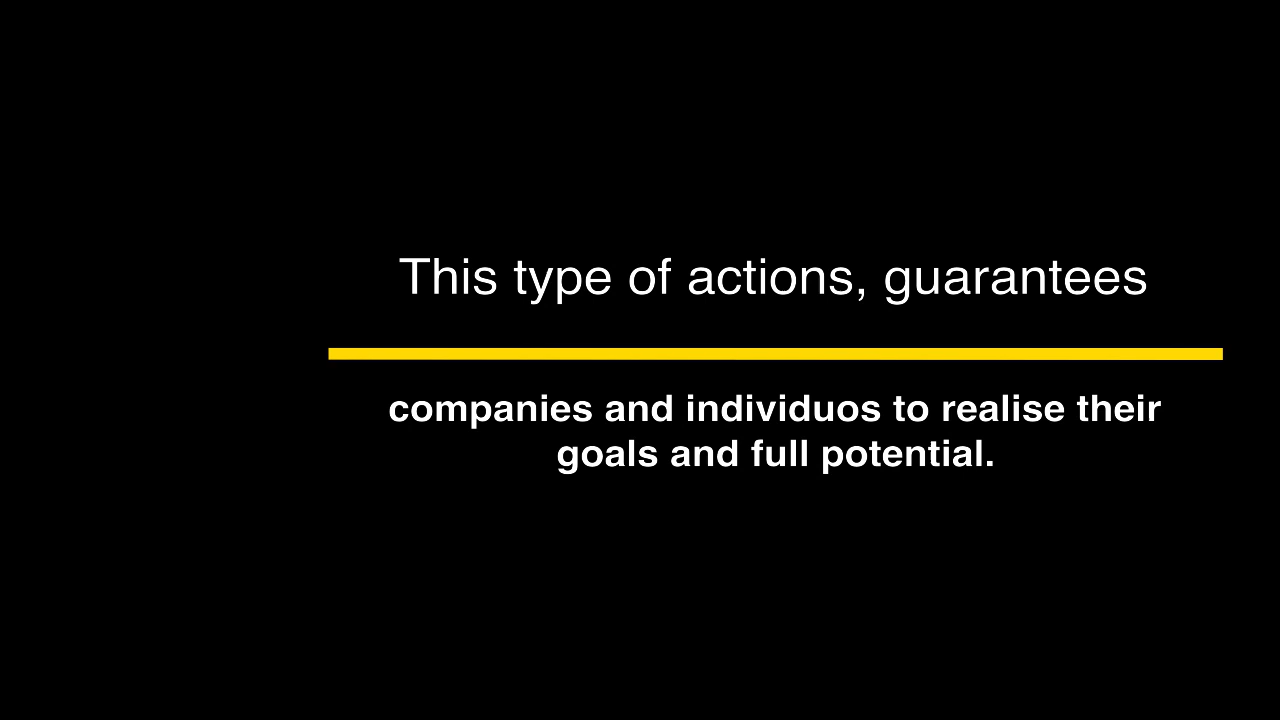 This type of actions, guarantees
companies and individuos to realise their
goals and full potential.